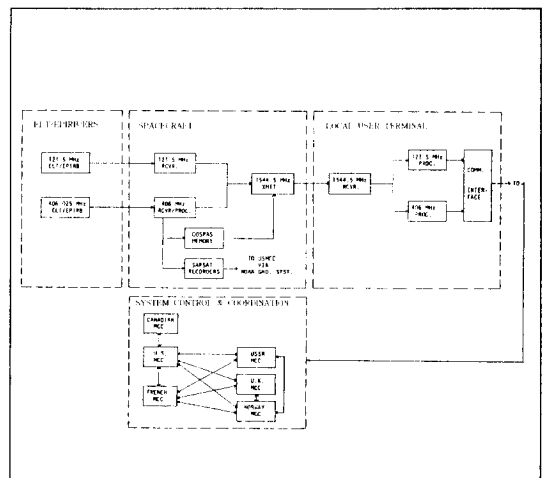 ELT-EPIRBERS
121.5 MHz
ELT/EPIRB
406.025 MHz
ELT/EPIRB
SPACECRAFT
121.5 MHz
RCVR.
406 MHz
RCVR/PROC.
COSPAS
MEMORY
SARSAT
RECORDERS
1544.5 MHz
XMIT
TO USMCC
VIA
NOAA GRD. SYST.
LOCAL USER TERMINAL
1544.5 MHz
RCVR.
121.5 MHz
PROC.
406 MHz
PROC.
COMM.
INTER-
FACE
TO
SYSTEM CONTROL & COORDINATION
CANADIAN
MCC
U.S.
MCC
FRENCH
MCC
USSR
MCC
U.K.
MCC
NORWAY
MCC